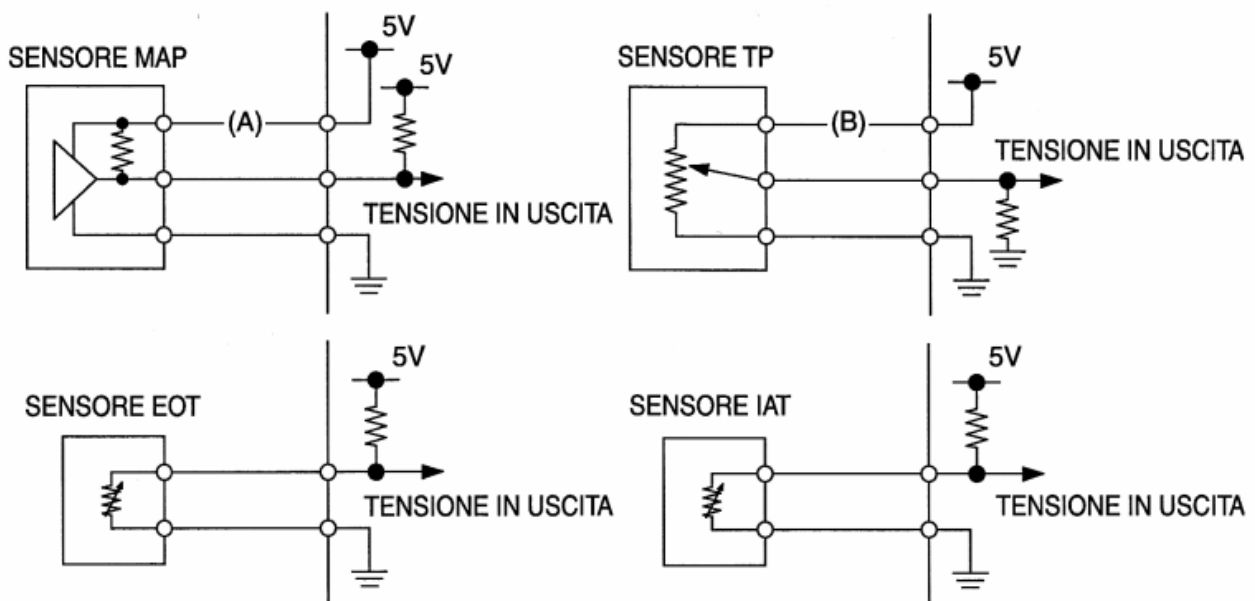 SENSORE MAP
5V
5V
(A)
TENSIONE IN USCITA
SENSORE TP
5V
(B)
TENSIONE IN USCITA
SENSORE EOT
5V
TENSIONE IN USCITA
SENSORE IAT
5V
TENSIONE IN USCITA